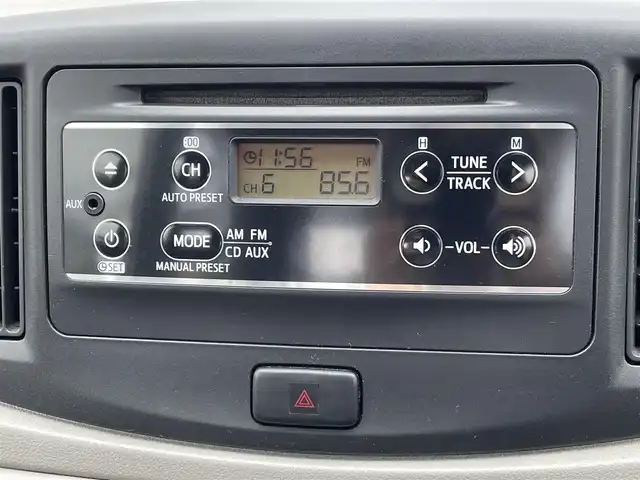 :00
H
M
CH
11:56
FM
TUNE
TRACK
AUX
AUTO PRESET
CH 6
85.6
MODE
AM FM
CD AUX
-VOL-
SET
MANUAL PRESET